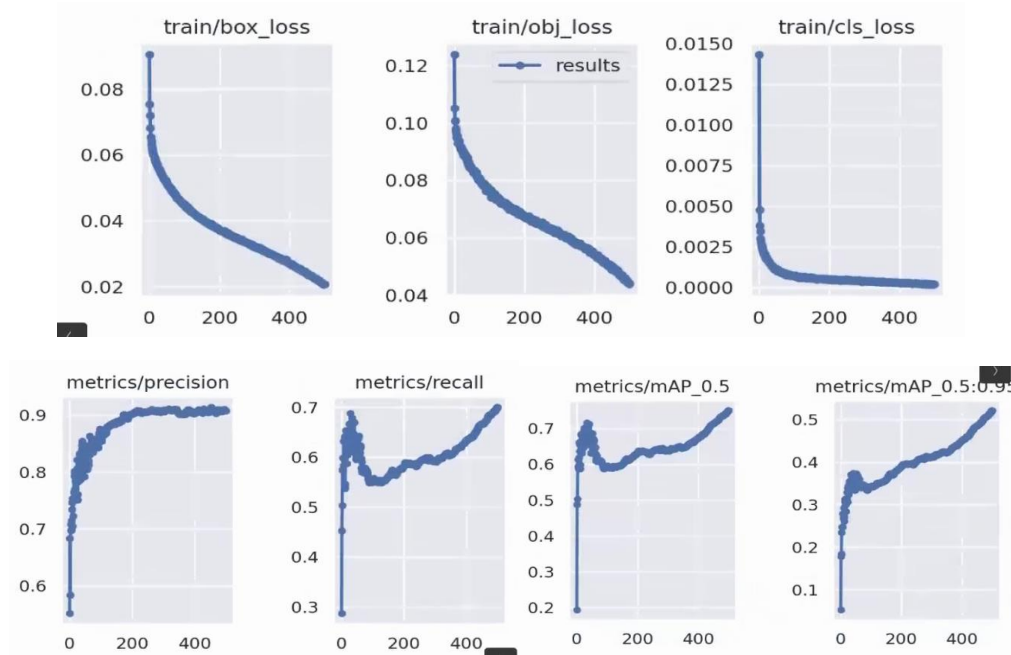 train/box_loss
0.08
0.06
0.04
0.02
0 200 400
train/obj_loss
results
0.12
0.10
0.08
0.06
0.04
0 200 400
train/cls_loss
0.0150
0.0125
0.0100
0.0075
0.0050
0.0025
0.0000
0 200 400
metrics/precision
0.9
0.8
0.7
0.6
0 200 400
metrics/recall
0.7
0.6
0.5
0.4
0.3
0 200 400
metrics/mAP_0.5
0.7
0.6
0.5
0.4
0.3
0.2
0 200 400
metrics/mAP_0.5:0.95
0.5
0.4
0.3
0.2
0.1
0 200 400